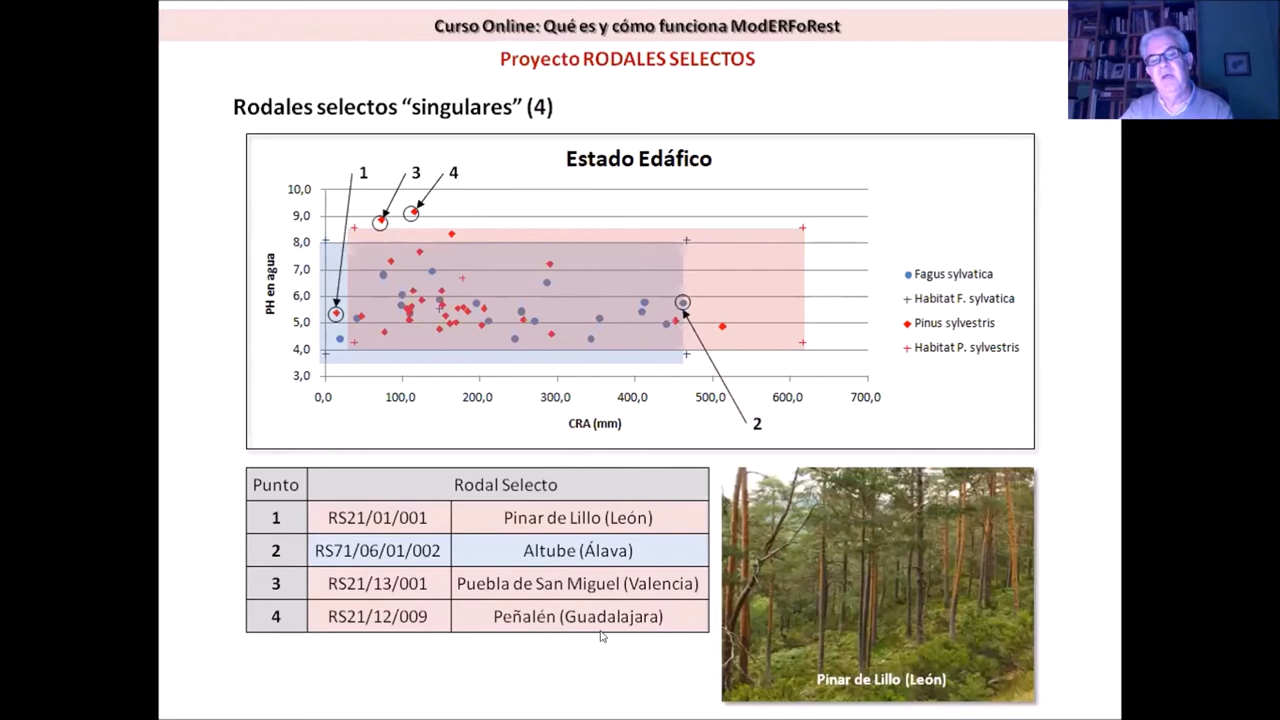 Curso Online: Qué es y cómo funciona ModERFoRest
Proyecto RODALES SELECTOS
Rodales selectos “singulares” (4)
Estado Edáfico
1
3
4
10,0
9,0
8,0
7,0
6,0
5,0
4,0
3,0
PH en agua
0,0 100,0 200,0 300,0 400,0 500,0 600,0 700,0
CRA (mm)
2
Fagus sylvatica
Habitat F. sylvatica
Pinus sylvestris
Habitat P. sylvestris
Punto Rodal Selecto
1 RS21/01/001 Pinar de Lillo (León)
2 RS71/06/01/002 Altube (Álava)
3 RS21/13/001 Puebla de San Miguel (Valencia)
4 RS21/12/009 Peñalén (Guadalajara)
Pinar de Lillo (León)